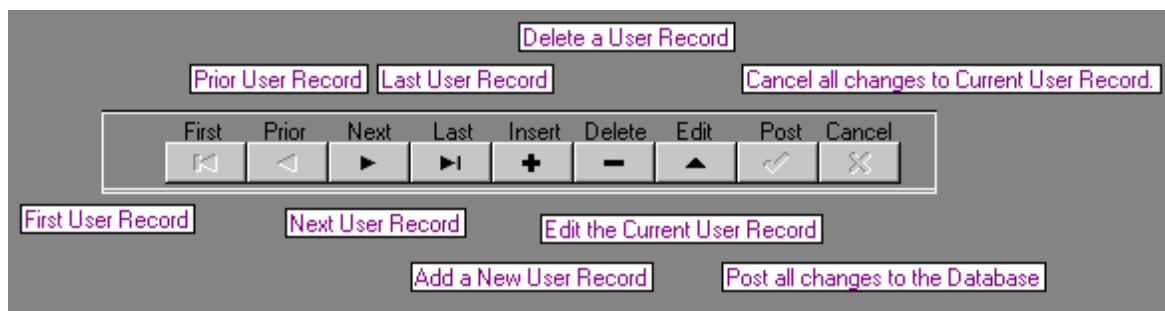 Delete a User Record
Prior User Record Last User Record Cancel all changes to Current User Record.
First Prior Next Last Insert Delete Edit Post Cancel
First User Record Next User Record Edit the Current User Record
Add a New User Record Post all changes to the Database